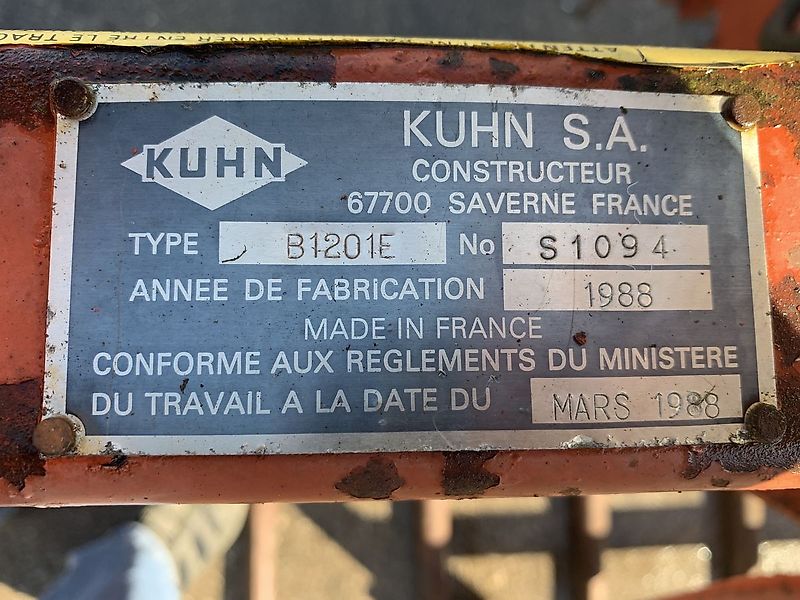 KUHN
KUHN S.A.
CONSTRUCTEUR
67700 SAVERNE FRANCE
TYPE B1201E No S1094
ANNEE DE FABRICATION 1988
MADE IN FRANCE
CONFORME AUX REGLEMENTS DU MINISTERE
DU TRAVAIL A LA DATE DU MARS 1988